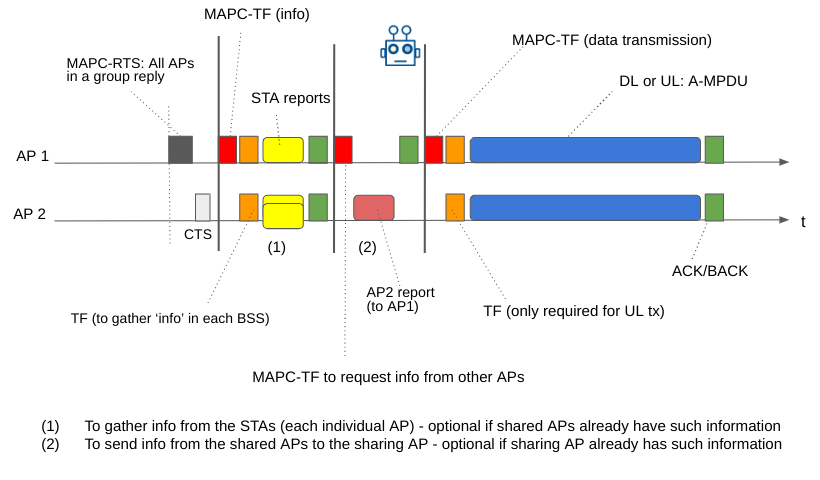 MAPC-TF (info)
MAPC-TF (data transmission)
MAPC-RTS: All APs
in a group reply
DL or UL: A-MPDU
STA reports
AP 1
AP 2
t
CTS
(1)
(2)
ACK/BACK
AP2 report
(to AP1)
TF (to gather ‘info’ in each BSS)
TF (only required for UL tx)
MAPC-TF to request info from other APs
(1) To gather info from the STAs (each individual AP) - optional if shared APs already have such information
(2) To send info from the shared APs to the sharing AP - optional if sharing AP already has such information